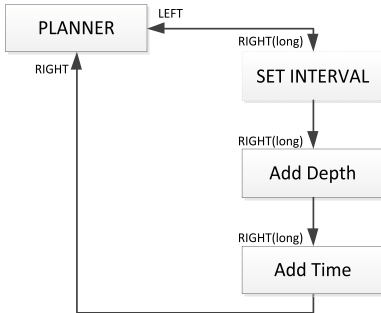 PLANNER
LEFT
RIGHT(long)
RIGHT
SET INTERVAL
RIGHT(long)
Add Depth
RIGHT(long)
Add Time